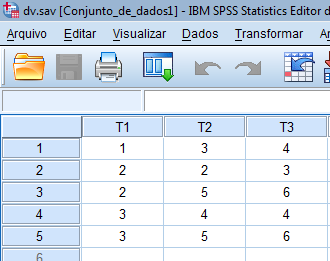 dv.sav [Conjunto_de_dados1] - IBM SPSS Statistics Editor d
Arquivo Editar Visualizar Dados Transformar A
T1 T2 T3
1 1 3 4
2 2 2 3
3 2 5 6
4 3 4 4
5 3 5 6
6